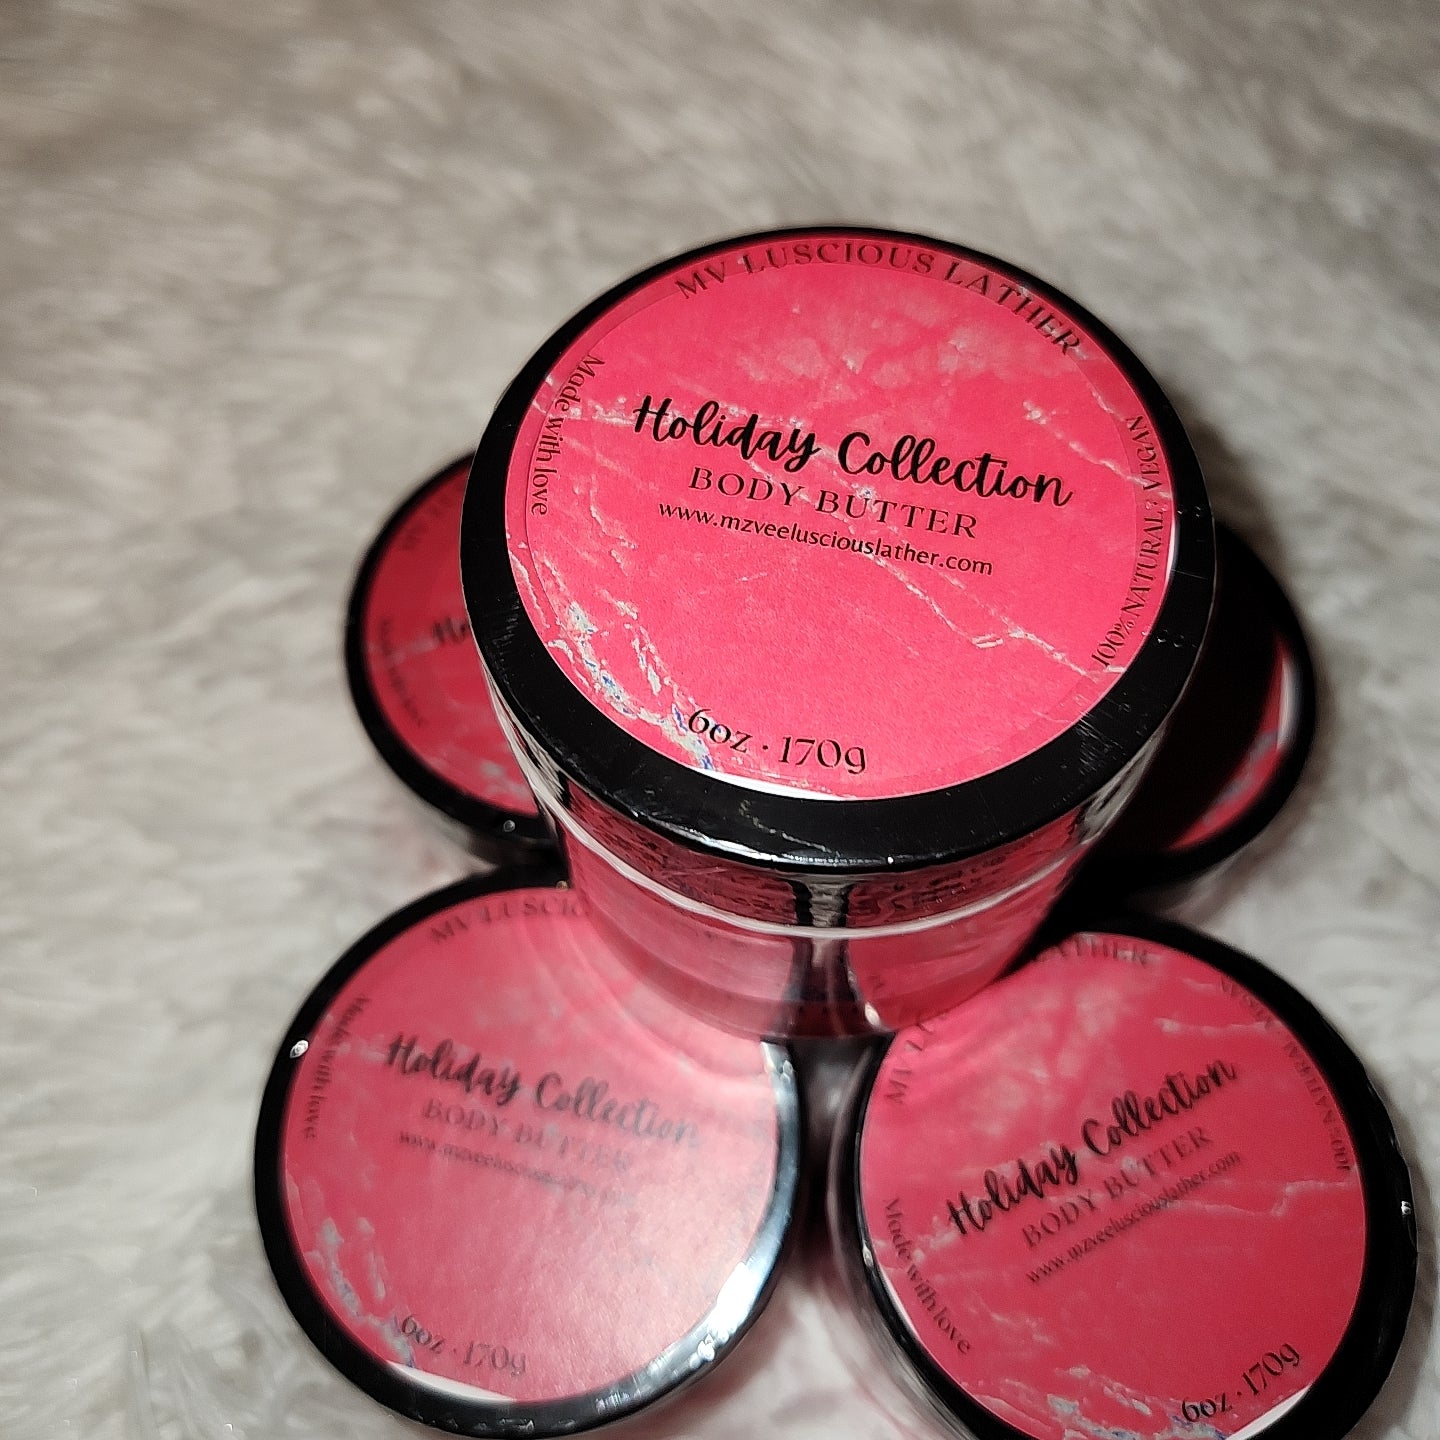 MV LUSCIOUS LATHER
Made with love
Holiday Collection
BODY BUTTER
www.mzveelusciouslather.com
100% NATURAL? VEGAN
6oz · 170g
Made with love
Holiday Collection
BODY BUTTER
6oz · 170g
LATHER
Holiday Collection
BODY BUTTER
www.mzveelusciouslather.com
Made with love
6oz · 170g